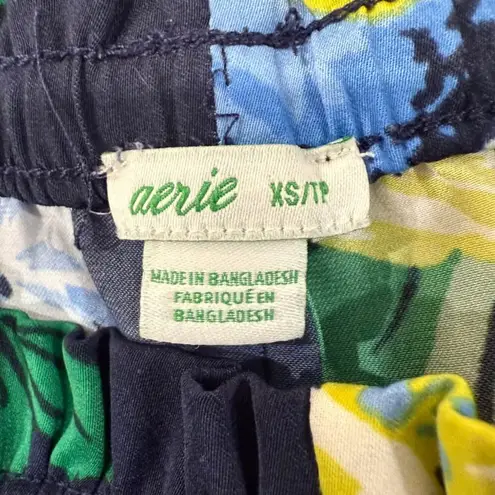 aerie XS/TP
MADE IN BANGLADESH
FABRIQUÉ EN
BANGLADESH